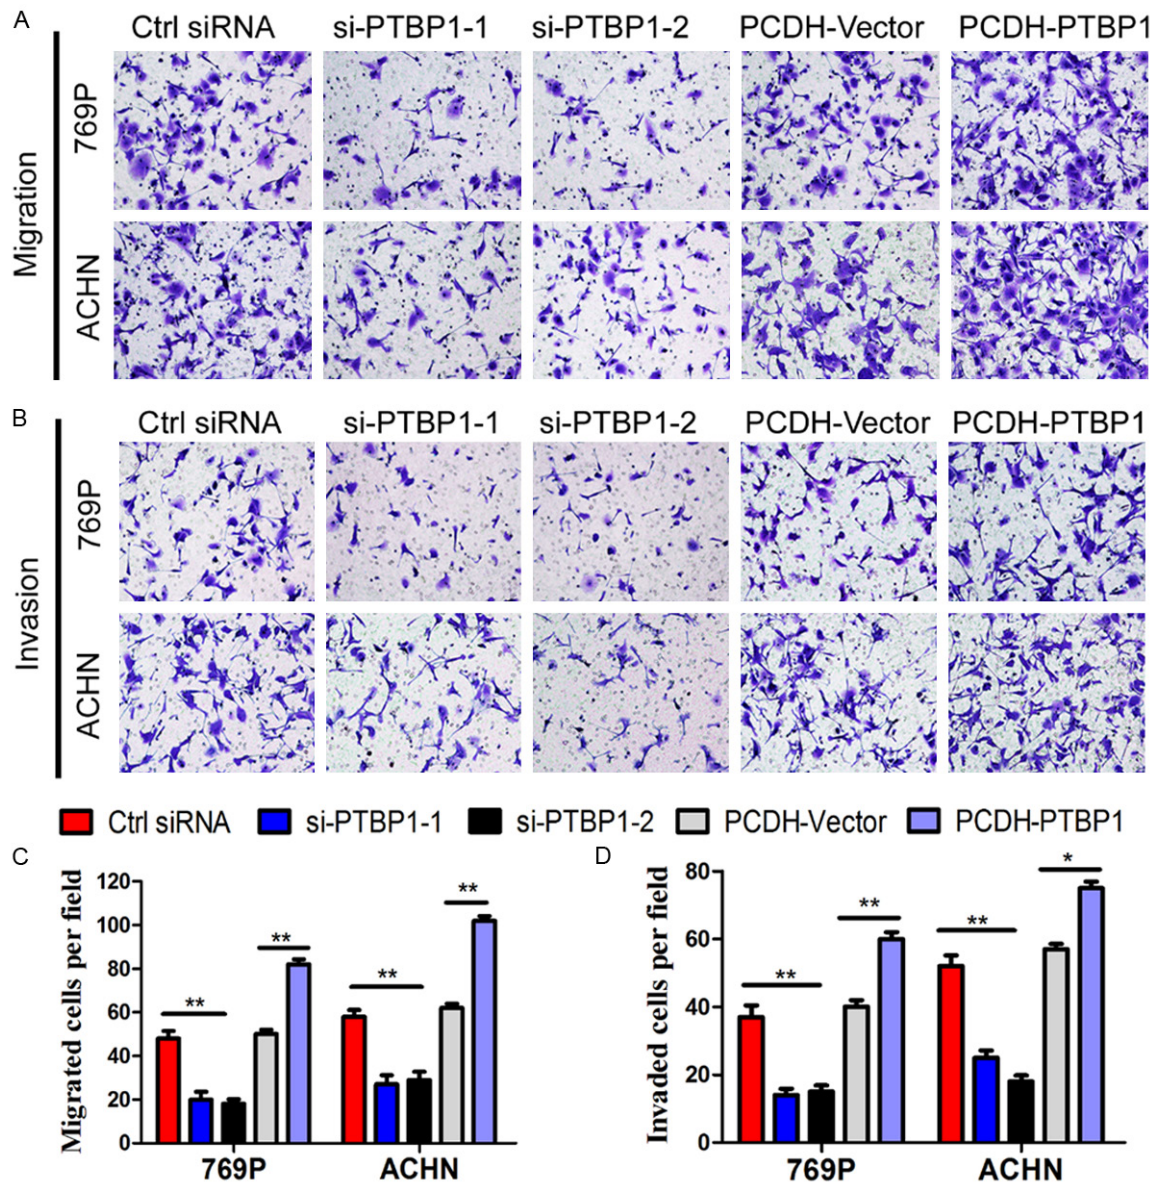 A
Ctrl siRNA si-PTBP1-1 si-PTBP1-2 PCDH-Vector PCDH-PTBP1
Migration
769P
ACHN
B
Ctrl siRNA si-PTBP1-1 si-PTBP1-2 PCDH-Vector PCDH-PTBP1
Invasion
769P
ACHN
Ctrl siRNA si-PTBP1-1 si-PTBP1-2 PCDH-Vector PCDH-PTBP1
C
Migrated cells per field
120
100
80
60
40
20
0
**
**
**
**
769P ACHN
D
Invaded cells per field
80
60
40
20
0
**
**
**
*
769P ACHN